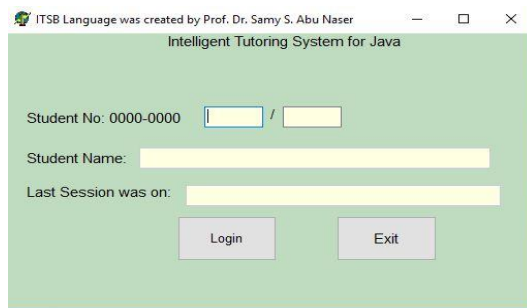 ITSB Language was created by Prof. Dr. Samy S. Abu Naser
Intelligent Tutoring System for Java
Student No: 0000-0000 /
Student Name:
Last Session was on:
Login Exit